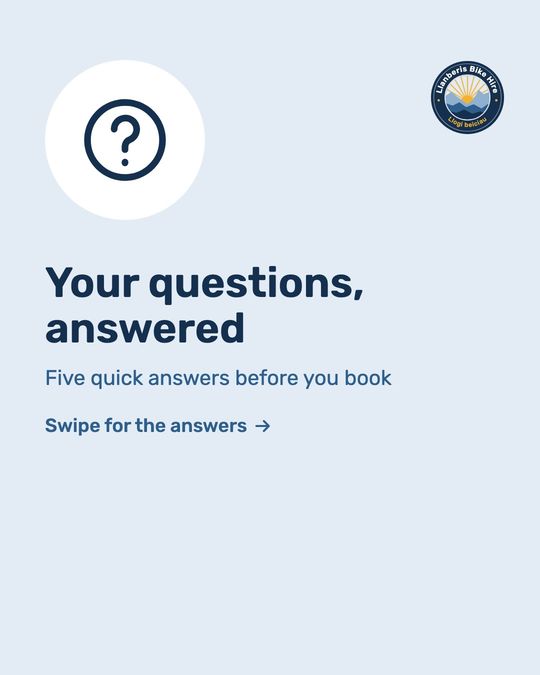 Llanberis Bike Hire
Llogi beiciau
Your questions,
answered
Five quick answers before you book
Swipe for the answers →